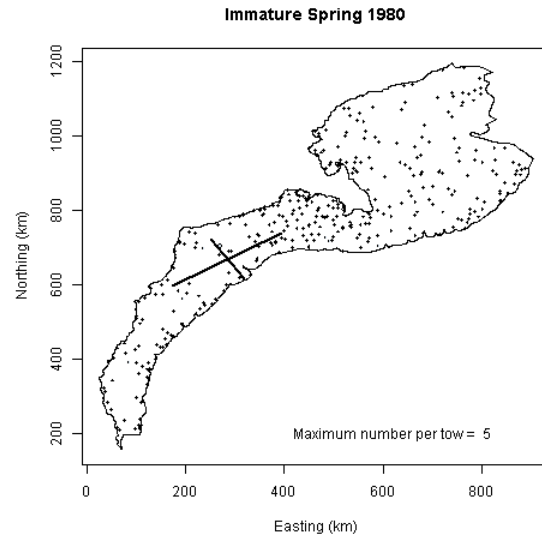 Immature Spring 1980
1200
1000
800
600
400
200
Northing (km)
Maximum number per tow = 5
0 200 400 600 800
Easting (km)